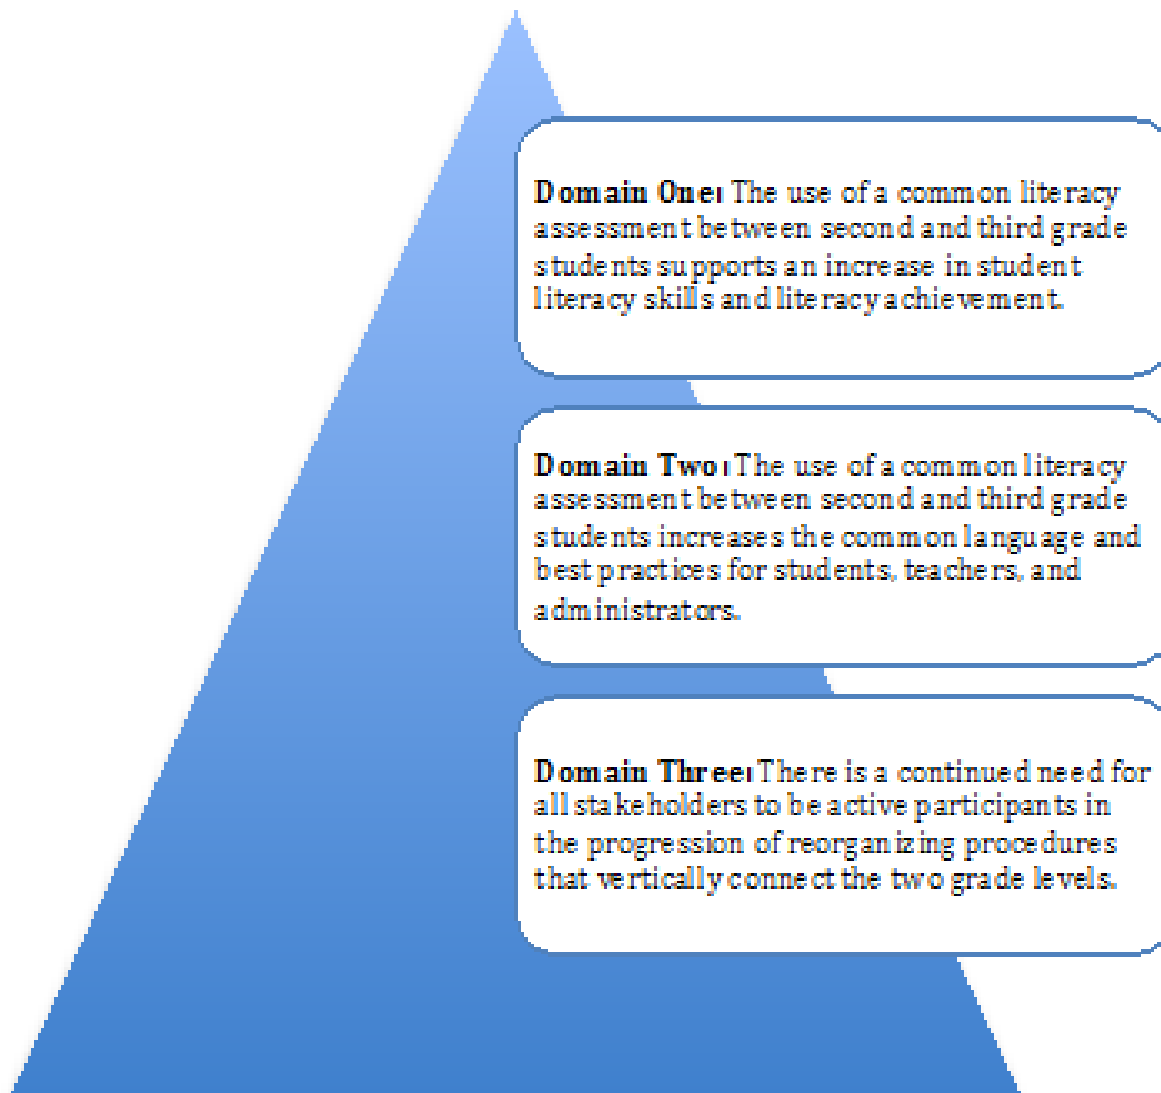 Domain One: The use of a common literacy
assessment between second and third grade
students supports an increase in student
literacy skills and literacy achievement.
Domain Two: The use of a common literacy
assessment between second and third grade
students increases the common language and
best practices for students, teachers, and
administrators.
Domain Three: There is a continued need for
all stakeholders to be active participants in
the progression of reorganizing procedures
that vertically connect the two grade levels.